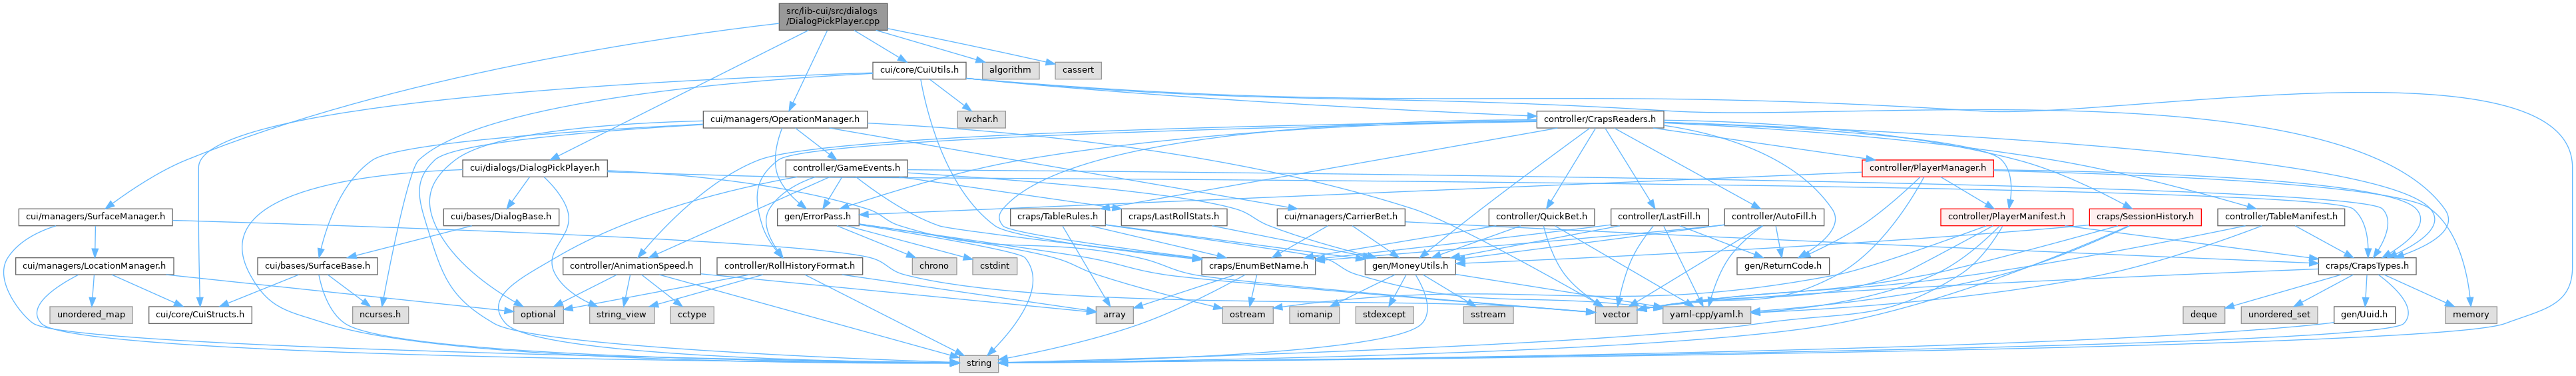 src/lib-cui/src/dialogs
/DialogPickPlayer.cpp
cui/core/CuiUtils.h
algorithm
cassert
cui/managers/OperationManager.h
wchar.h
controller/CrapsReaders.h
cui/dialogs/DialogPickPlayer.h
controller/GameEvents.h
controller/PlayerManager.h
cui/managers/SurfaceManager.h
cui/bases/DialogBase.h
gen/ErrorPass.h
craps/TableRules.h
craps/LastRollStats.h
cui/managers/CarrierBet.h
controller/QuickBet.h
controller/LastFill.h
controller/AutoFill.h
controller/PlayerManifest.h
craps/SessionHistory.h
controller/TableManifest.h
cui/managers/LocationManager.h
cui/bases/SurfaceBase.h
controller/AnimationSpeed.h
controller/RollHistoryFormat.h
chrono
cstdint
craps/EnumBetName.h
gen/MoneyUtils.h
gen/ReturnCode.h
craps/CrapsTypes.h
unordered_map
cui/core/CuiStructs.h
ncurses.h
optional
string_view
cctype
array
ostream
iomanip
stdexcept
sstream
vector
yaml-cpp/yaml.h
deque
unordered_set
gen/Uuid.h
memory
string